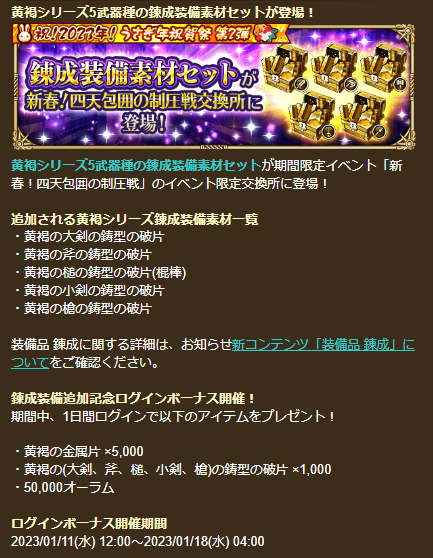 黄褐シリーズ5武器種の錬成装備素材セットが登場！
祝！2023年！うさぎ年祝賀祭 第2弾
錬成装備素材セットが
新春！四天包囲の制圧戦交換所に
登場！
黄褐シリーズ5武器種の錬成装備素材セットが期間限定イベント「新
春！四天包囲の制圧戦」のイベント限定交換所に登場！
追加される黄褐シリーズ錬成装備素材一覧
・黄褐の大剣の鋳型の破片
・黄褐の斧の鋳型の破片
・黄褐の槌の鋳型の破片(棍棒)
・黄褐の小剣の鋳型の破片
・黄褐の槍の鋳型の破片
装備品 錬成に関する詳細は、お知らせ新コンテンツ「装備品 錬成」に
ついてをご確認ください。
錬成装備追加記念ログインボーナス開催！
期間中、1日間ログインで以下のアイテムをプレゼント！
・黄褐の金属片 ×5,000
・黄褐の(大剣、斧、槌、小剣、槍)の鋳型の破片 ×1,000
・50,000オーラム
ログインボーナス開催期間
2023/01/11(水) 12:00～2023/01/18(水) 04:00